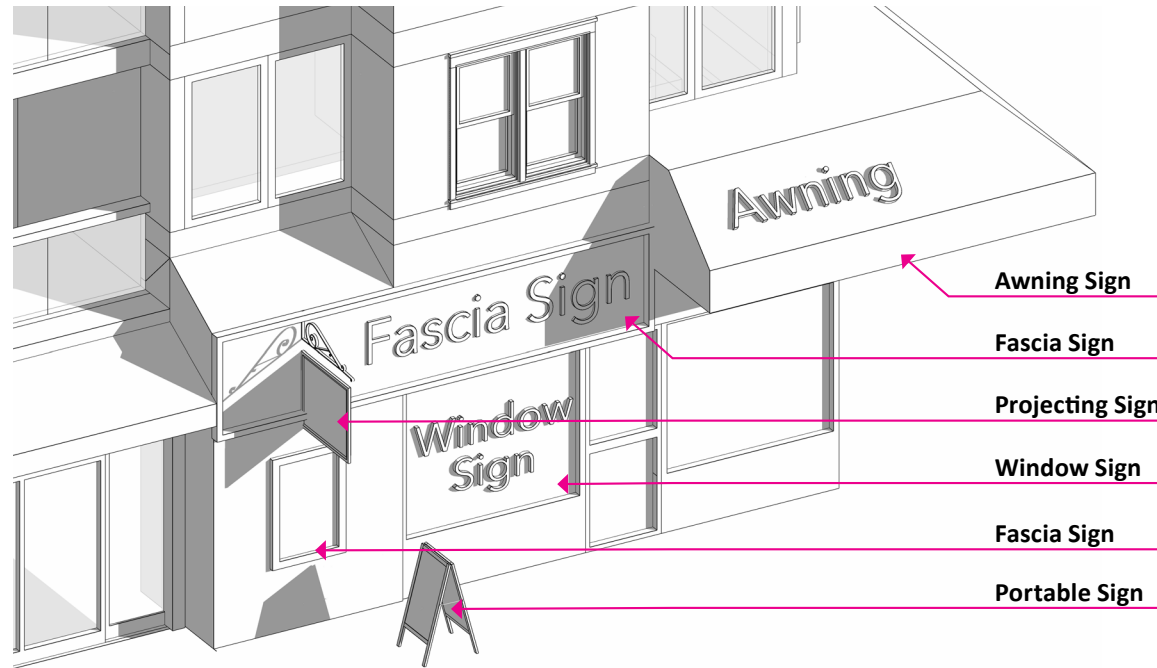 Awning
Fascia Sign
Window
Sign
Awning Sign
Fascia Sign
Projecting Sign
Window Sign
Fascia Sign
Portable Sign